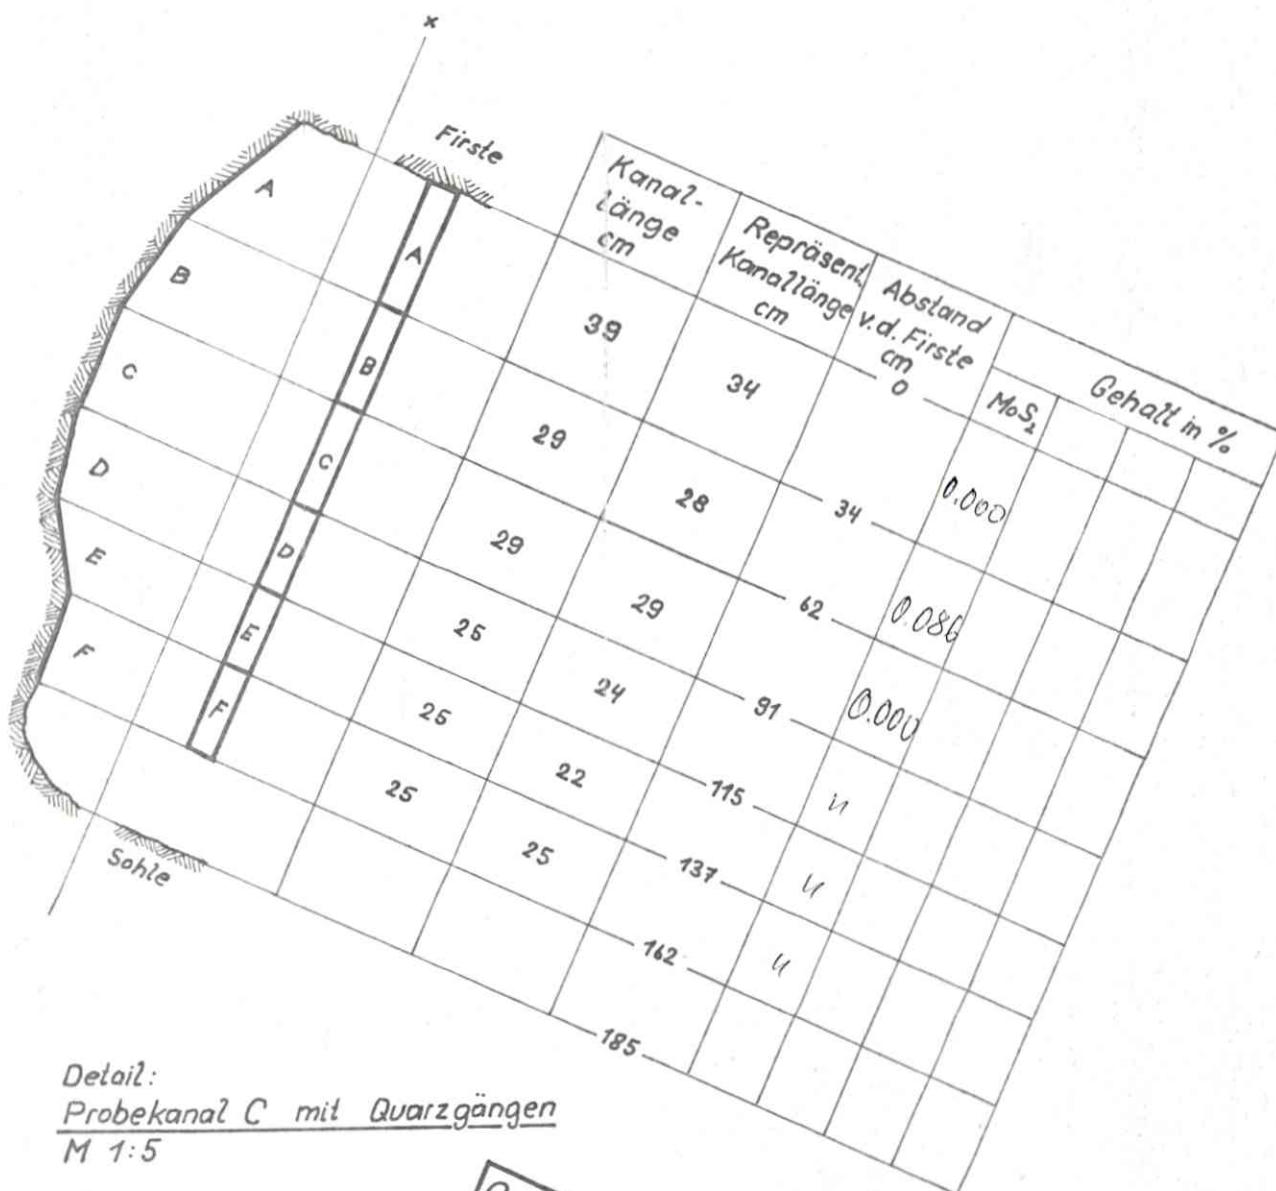 x
Firste
A
B
C
D
E
F
A
B
C
D
E
F
Sohle
Kanal-
länge
cm
Repräsent.
Kanallänge
cm
Abstand
v.d. Firste
cm
Gehalt in %
MoS2
0
39 34 0.000
34
29 28 0.086
62
29 29 0.000
91
25 24 "
115
25 22 "
137
25 25 "
162
185
Detail:
Probekanal C mit Quarzgängen
M 1:5